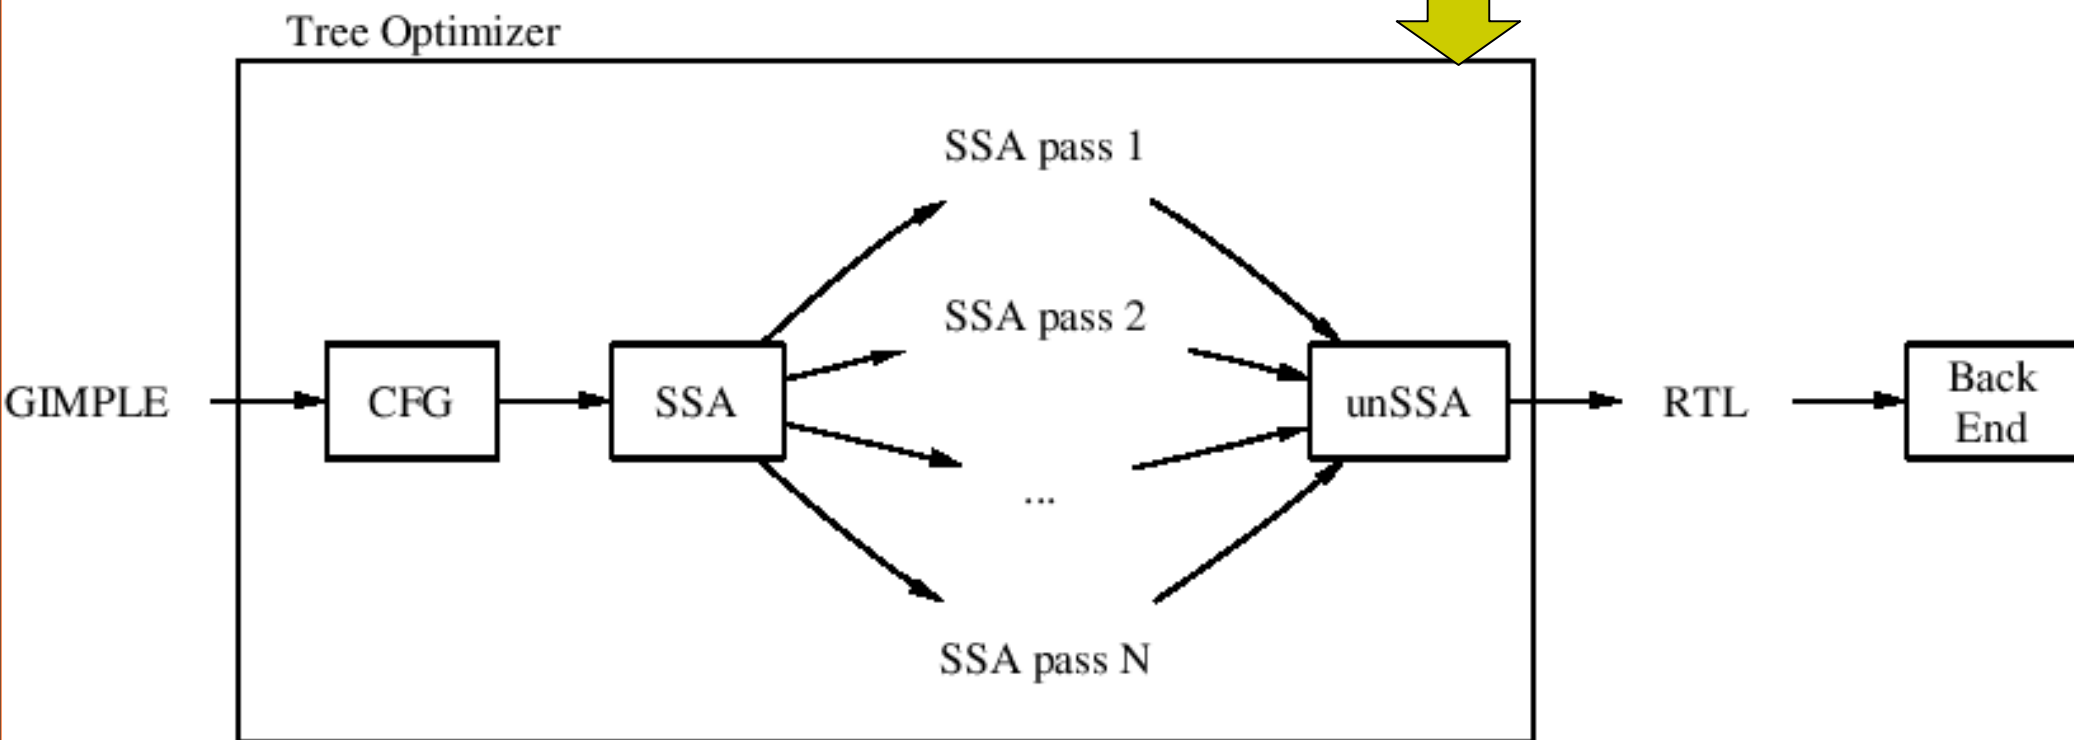 Tree Optimizer
SSA pass 1
SSA pass 2
GIMPLE
CFG
SSA
unSSA
RTL
Back
End
...
SSA pass N